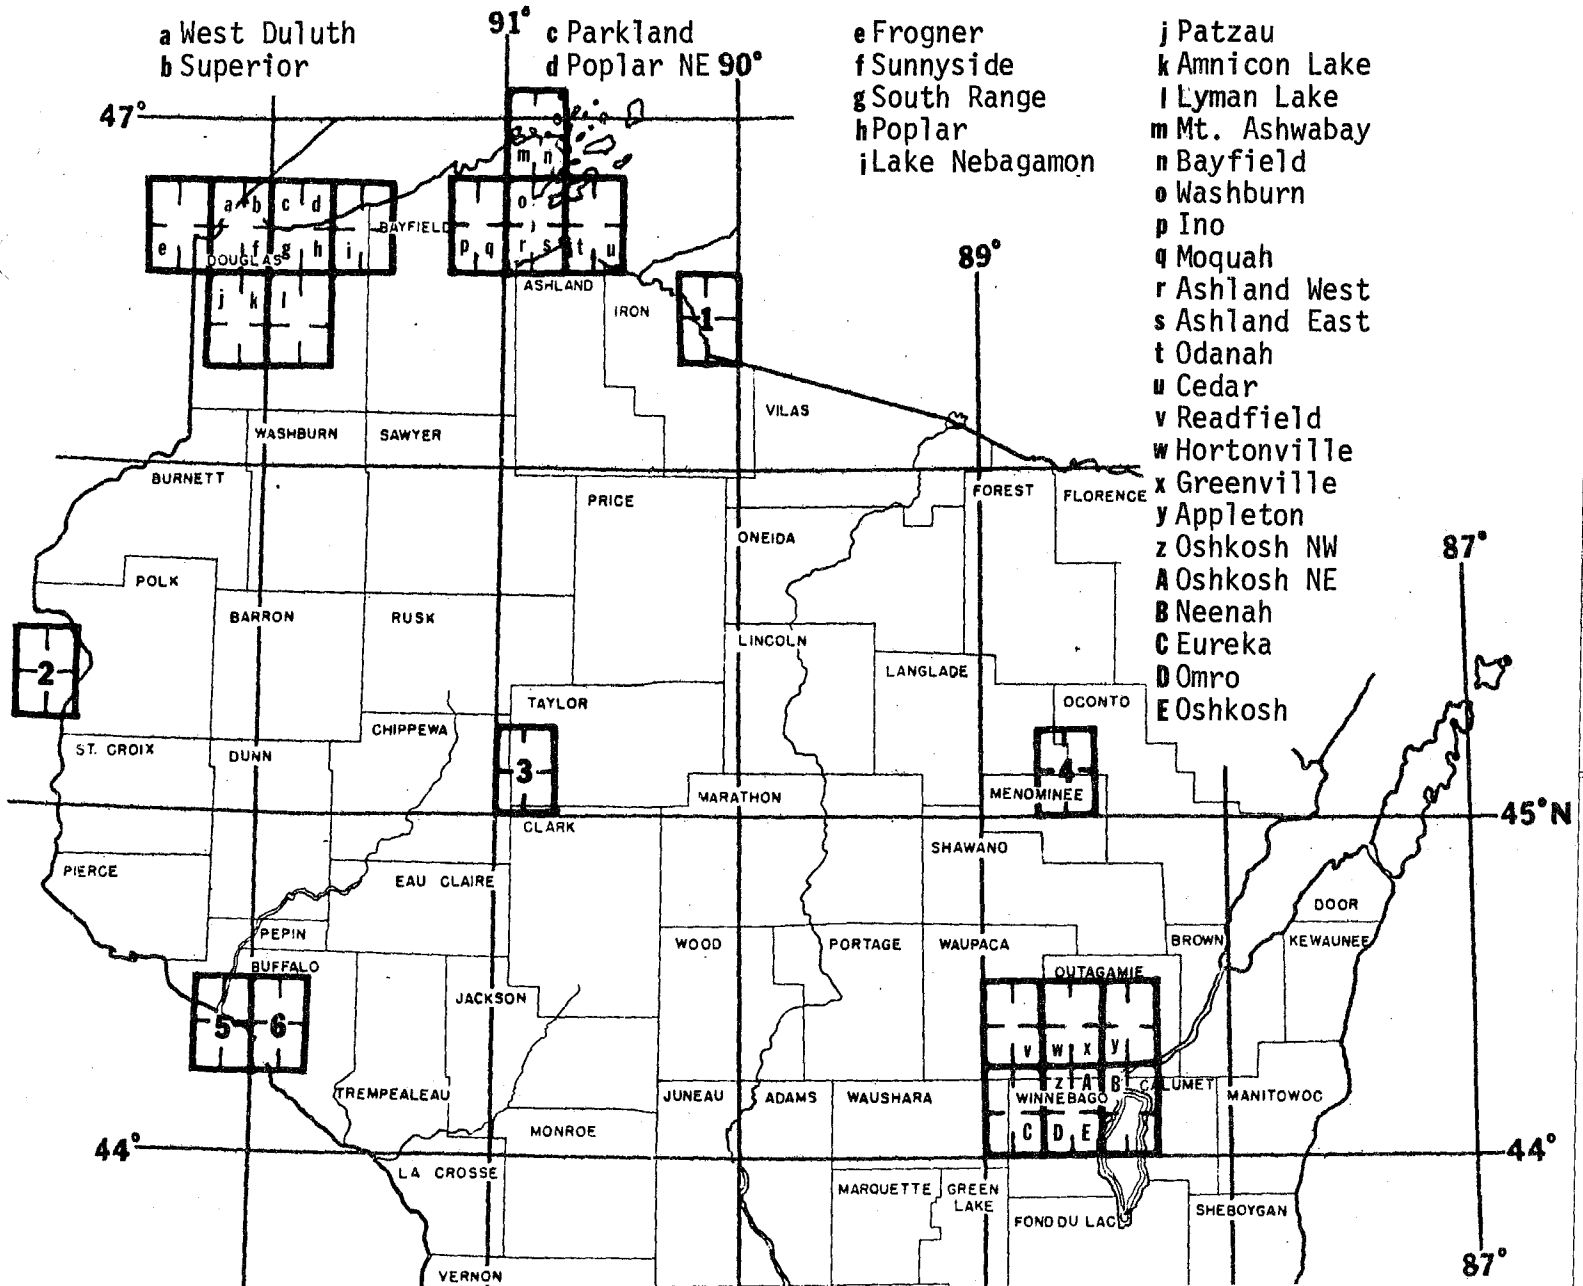 a West Duluth
b Superior
91°
c Parkland
d Poplar NE
90°
e Frogner
f Sunnyside
g South Range
h Poplar
i Lake Nebagamon
j Patzau
k Amnicon Lake
l Lyman Lake
m Mt. Ashwabay
n Bayfield
o Washburn
p Ino
q Moquah
r Ashland West
s Ashland East
t Odanah
u Cedar
v Readfield
w Hortonville
x Greenville
y Appleton
z Oshkosh NW
A Oshkosh NE
B Neenah
C Eureka
D Omro
E Oshkosh
47°
m n
a b c d
o
BAYFIELD
e f g h i
p q r s t u
DOUGLAS
89°
ASHLAND
j k l
IRON
1
VILAS
WASHBURN
SAWYER
BURNETT
PRICE
FOREST
FLORENCE
ONEIDA
87°
POLK
BARRON
RUSK
LINCOLN
LANGLADE
2
TAYLOR
OCONTO
CHIPPEWA
ST. CROIX
DUNN
3
4
MARATHON
MENOMINEE
45°N
CLARK
SHAWANO
PIERCE
EAU CLAIRE
DOOR
PEPIN
WOOD
PORTAGE
WAUPACA
BROWN
KEWAUNEE
BUFFALO
OUTAGAMIE
JACKSON
5
6
v w x y
z A B
CALUMET
TREMPEALEAU
JUNEAU
ADAMS
WAUSHARA
WINNEBAGO
MANITOWOC
MONROE
C D E
44°
44°
LA CROSSE
MARQUETTE
GREEN
LAKE
FOND DU LAC
SHEBOYGAN
VERNON
87°